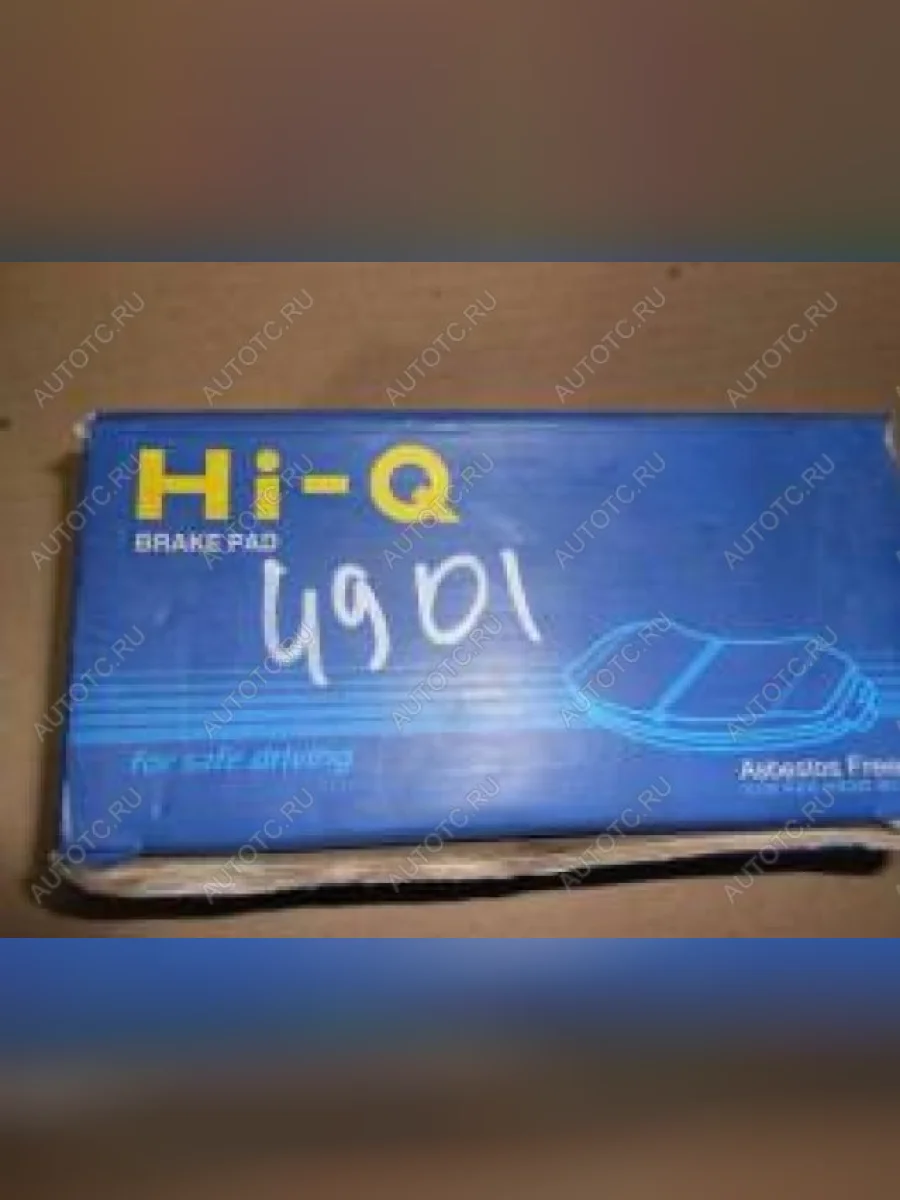 Hi-Q
BRAKE PAD
4901
for safe driving
Asbestos Free
AUTOTC.RU